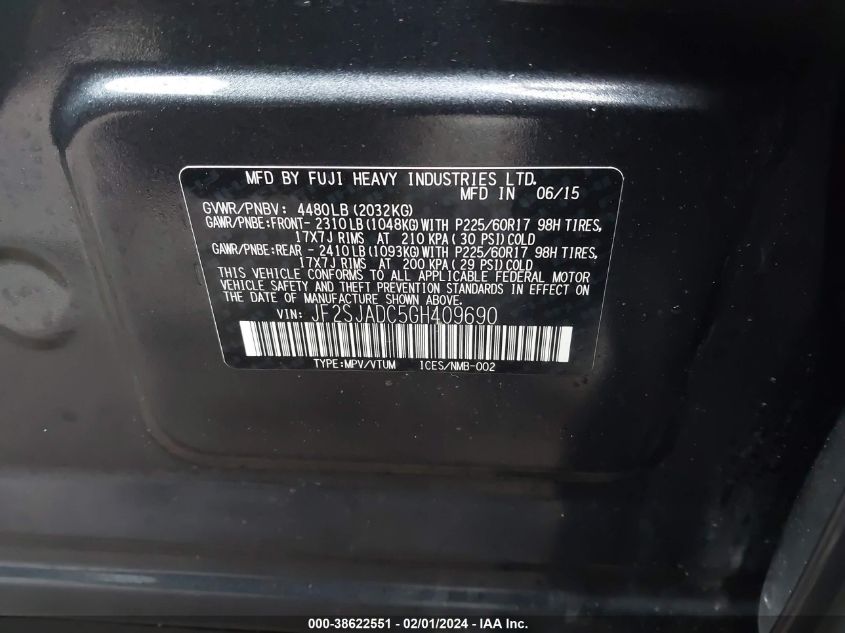 MFD BY FUJI HEAVY INDUSTRIES LTD.
MFD IN 06/15
GVWR/PNBV: 4480LB(2032KG)
GAWR/PNBE:FRONT- 2310LB(1048KG)WITH P225/60R17 98H TIRES,
17X7J RIMS AT 210 KPA( 30 PSI)COLD
GAWR/PNBE:REAR - 2410LB(1093KG)WITH P225/60R17 98H TIRES,
17X7J RIMS AT 200 KPA( 29 PSI)COLD
THIS VEHICLE CONFORMS TO ALL APPLICABLE FEDERAL MOTOR
VEHICLE SAFETY AND THEFT PREVENTION STANDARDS IN EFFECT ON
THE DATE OF MANUFACTURE SHOWN ABOVE.
VIN: JF2SJADC5GH409690
TYPE:MPV/VTUM ICES/NMB-002
000-38622551 - 02/01/2024 - IAA Inc.